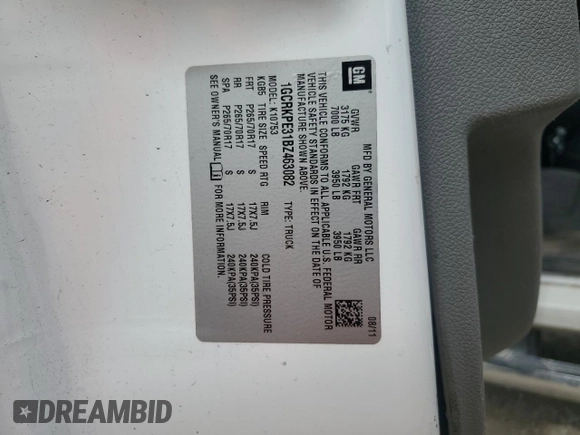 GM
MFD BY GENERAL MOTORS LLC
08/11
GVWR GAWR FRT GAWR RR
3175 KG 1792 KG 1792 KG
7000 LB 3950 LB 3950 LB
THIS VEHICLE CONFORMS TO ALL APPLICABLE U.S. FEDERAL MOTOR
VEHICLE SAFETY STANDARDS IN EFFECT ON THE DATE OF
MANUFACTURE SHOWN ABOVE.
1GCRKPE31BZ463082 TYPE: TRUCK
MODEL: K10753
KGB5 TIRE SIZE SPEED RTG RIM COLD TIRE PRESSURE
FRT P265/70R17 S 17X7.5J 240KPA(35PSI)
RR P265/70R17 S 17X7.5J 240KPA(35PSI)
SPA P265/70R17 S 17X7.5J 240KPA(35PSI)
SEE OWNER'S MANUAL FOR MORE INFORMATION.
DREAMBID